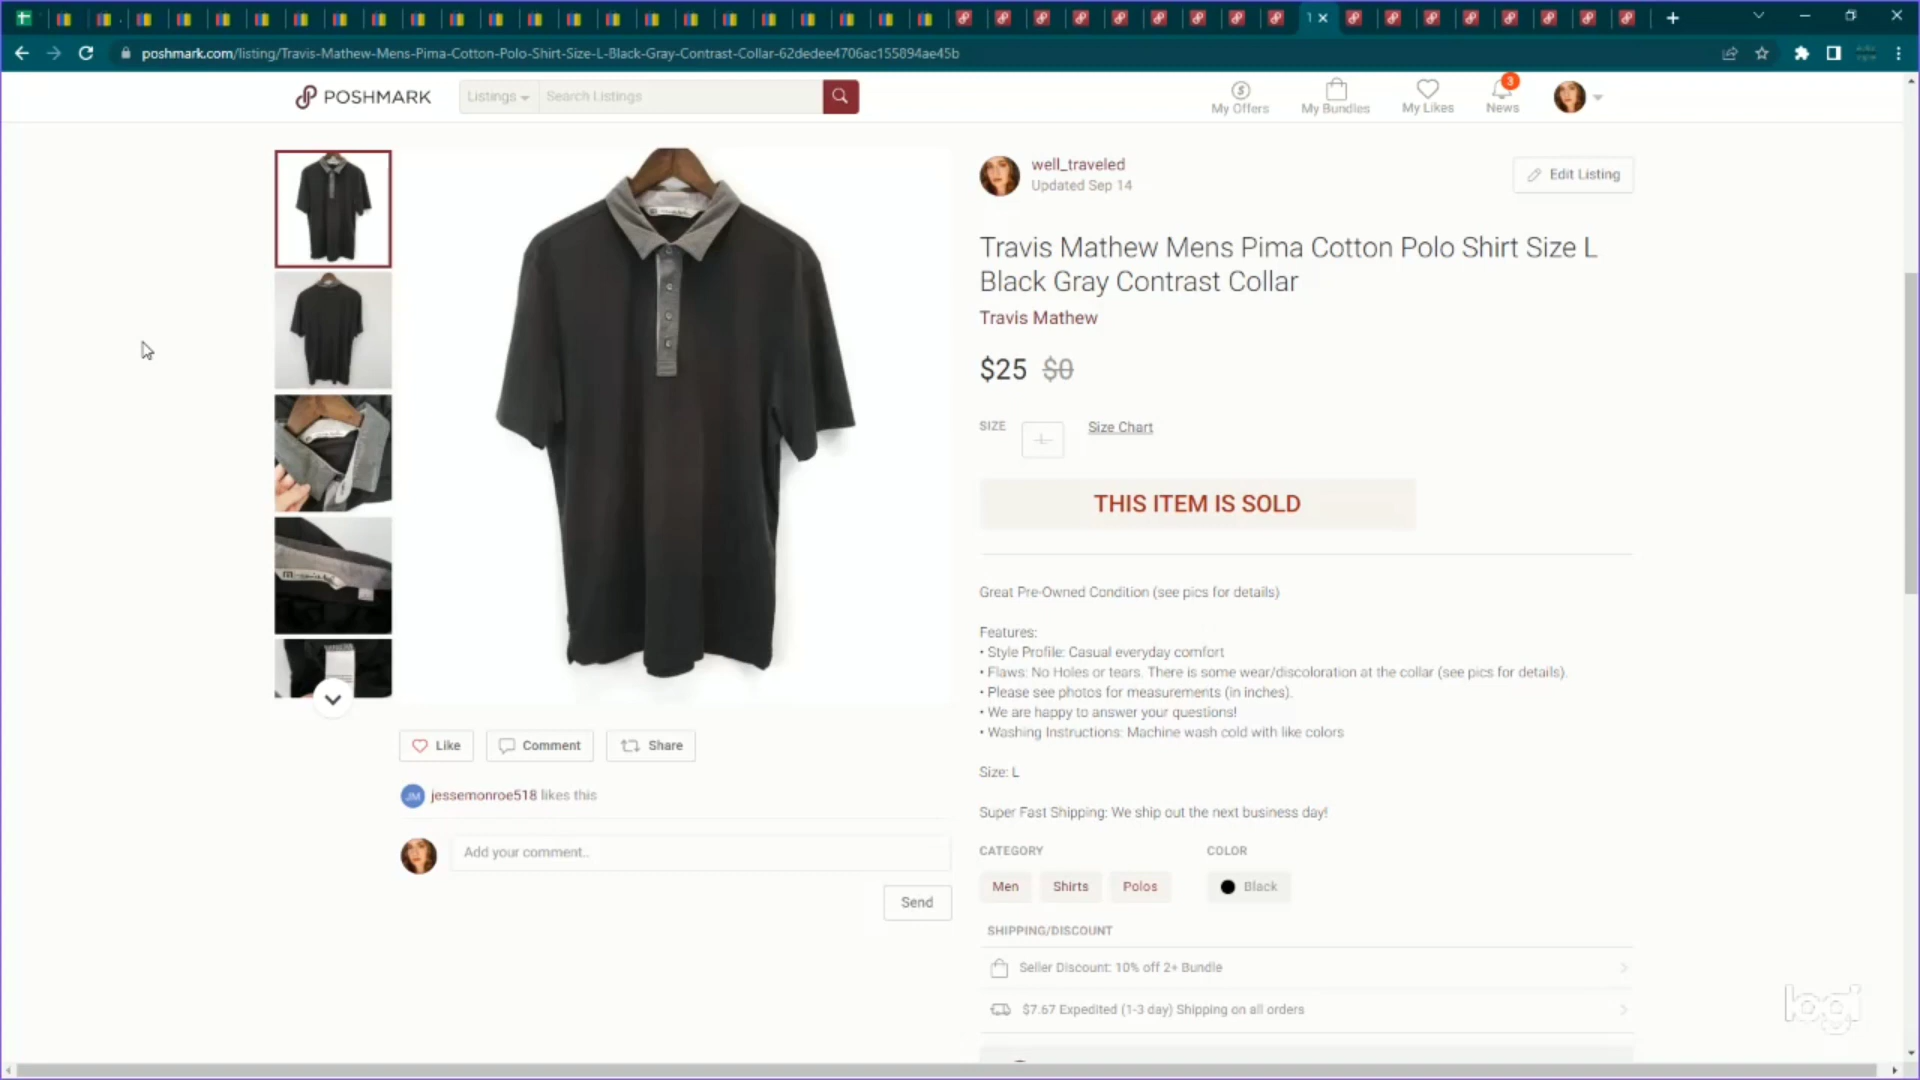 poshmark.com/listing/Travis-Mathew-Mens-Pima-Cotton-Polo-Shirt-Size-L-Black-Gray-Contrast-Collar-62dedee4706ac155894ae45b
POSHMARK
Listings
Search Listings
My Offers
My Bundles
My Likes
3
News
well_traveled
Updated Sep 14
Edit Listing
Travis Mathew Mens Pima Cotton Polo Shirt Size L
Black Gray Contrast Collar
Travis Mathew
$25 $0
SIZE
L
Size Chart
THIS ITEM IS SOLD
Great Pre-Owned Condition (see pics for details)
Features:
• Style Profile: Casual everyday comfort
• Flaws: No Holes or tears. There is some wear/discoloration at the collar (see pics for details).
• Please see photos for measurements (in inches).
• We are happy to answer your questions!
• Washing Instructions: Machine wash cold with like colors
Size: L
Super Fast Shipping: We ship out the next business day!
Like
Comment
Share
JM
jessemonroe518 likes this
Add your comment..
Send
CATEGORY
COLOR
Men
Shirts
Polos
Black
SHIPPING/DISCOUNT
Seller Discount: 10% off 2+ Bundle
$7.67 Expedited (1-3 day) Shipping on all orders
logi